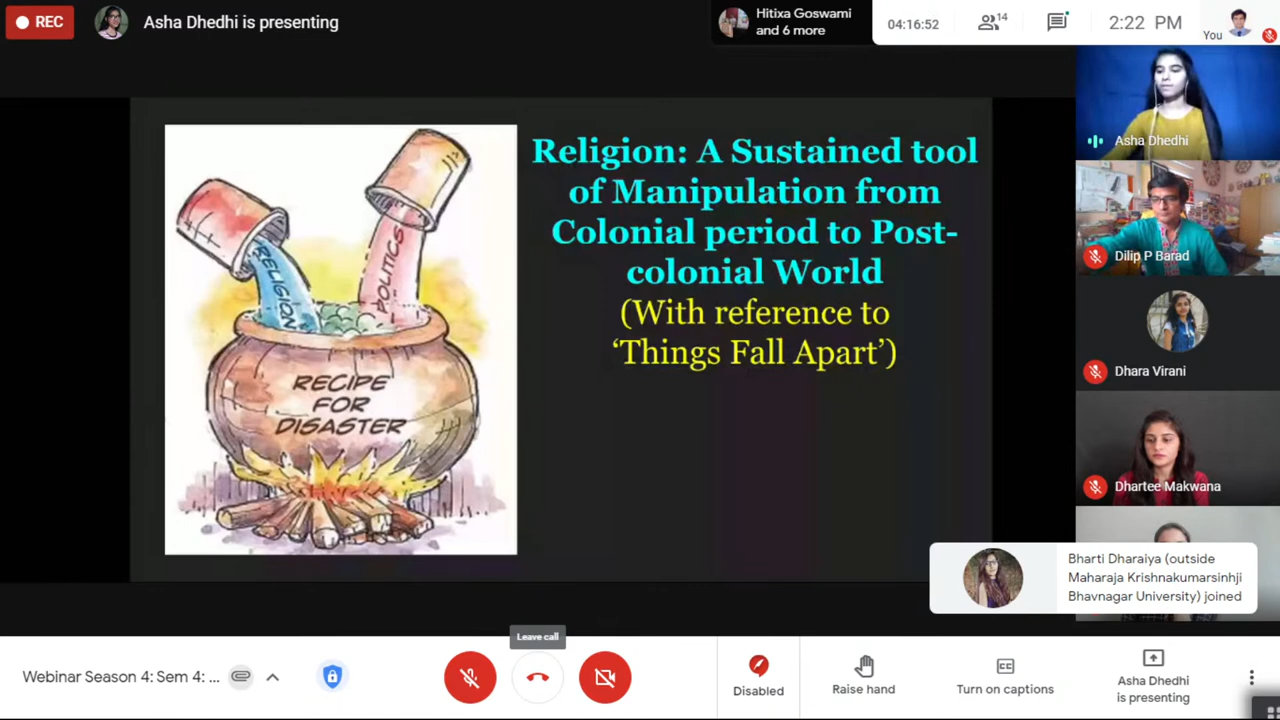 REC
Asha Dhedhi is presenting
Hitixa Goswami
and 6 more
04:16:52
14
2:22 PM
You
RELIGION
POLITICS
RECIPE
FOR
DISASTER
Religion: A Sustained tool
of Manipulation from
Colonial period to Post-
colonial World
(With reference to
‘Things Fall Apart’)
Asha Dhedhi
Dilip P Barad
Dhara Virani
Dhartee Makwana
Bharti Dharaiya (outside
Maharaja Krishnakumarsinhji
Bhavnagar University) joined
Leave call
Webinar Season 4: Sem 4: ...
Disabled
Raise hand
CC
Turn on captions
Asha Dhedhi
is presenting